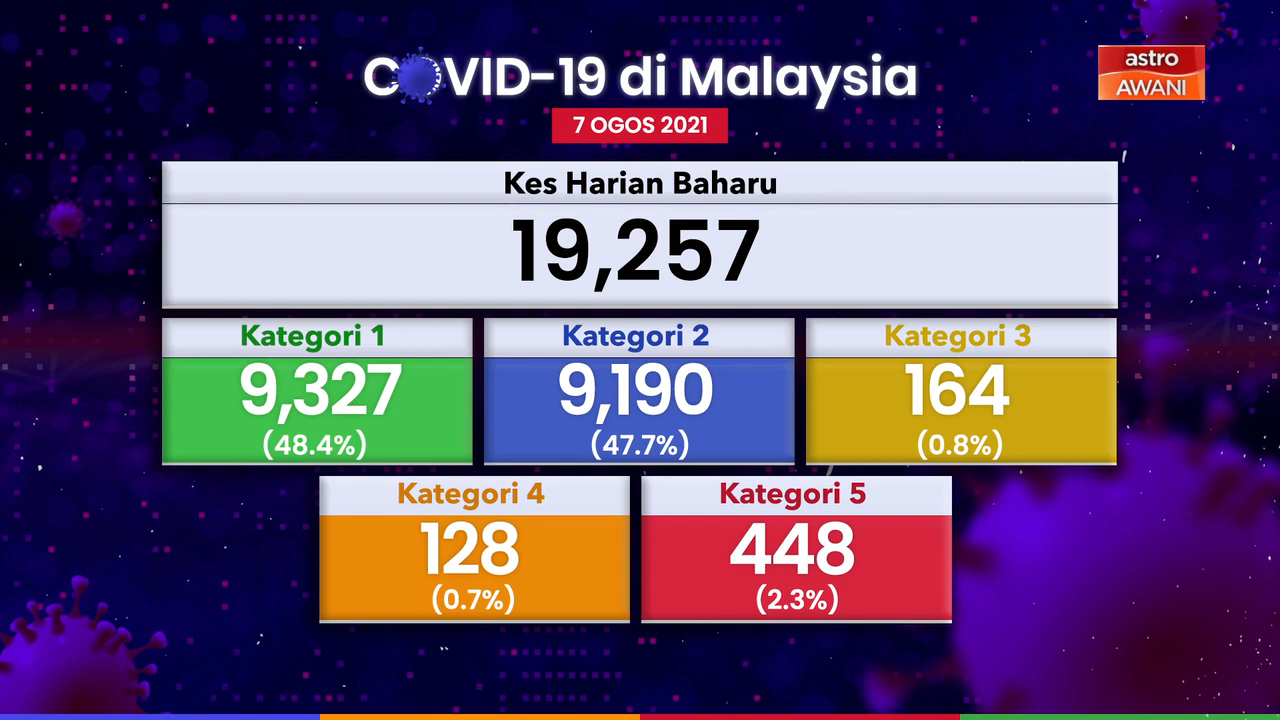 COVID-19 di Malaysia
astro
AWANI
7 OGOS 2021
Kes Harian Baharu
19,257
Kategori 1
9,327
(48.4%)
Kategori 2
9,190
(47.7%)
Kategori 3
164
(0.8%)
Kategori 4
128
(0.7%)
Kategori 5
448
(2.3%)